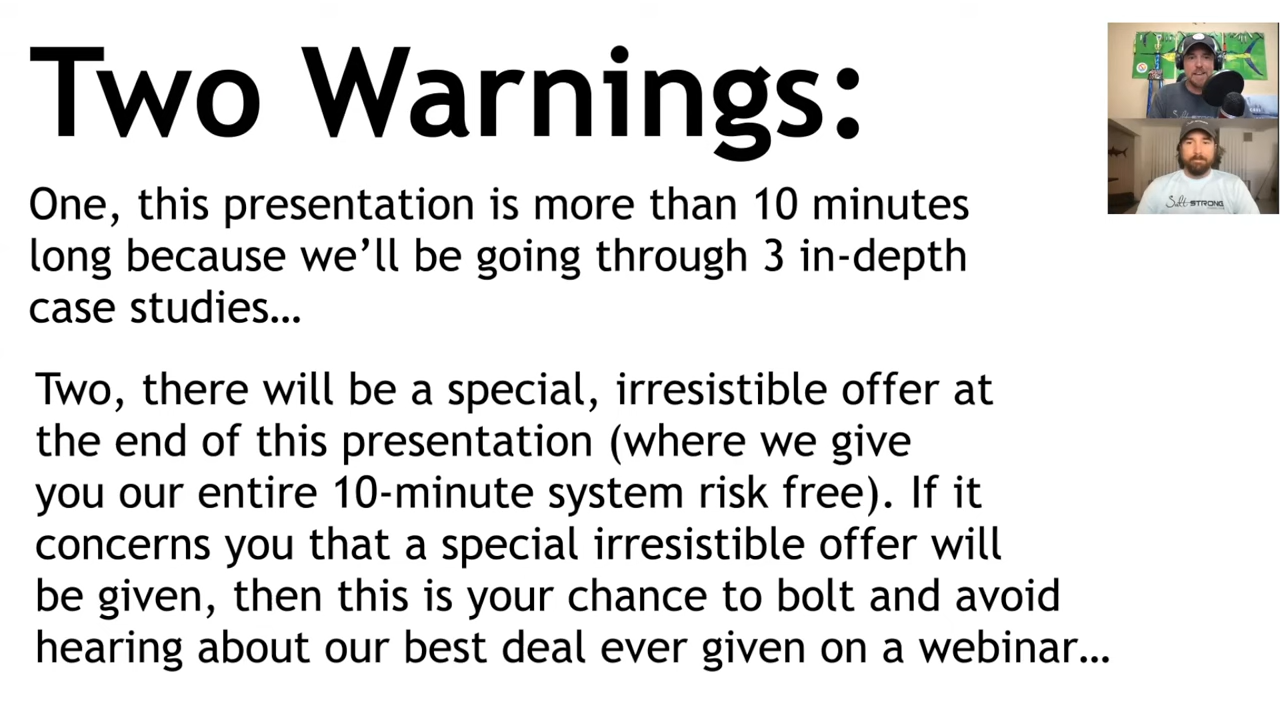 Two Warnings:
One, this presentation is more than 10 minutes
long because we’ll be going through 3 in-depth
case studies…
Two, there will be a special, irresistible offer at
the end of this presentation (where we give
you our entire 10-minute system risk free). If it
concerns you that a special irresistible offer will
be given, then this is your chance to bolt and avoid
hearing about our best deal ever given on a webinar…
Salt STRONG